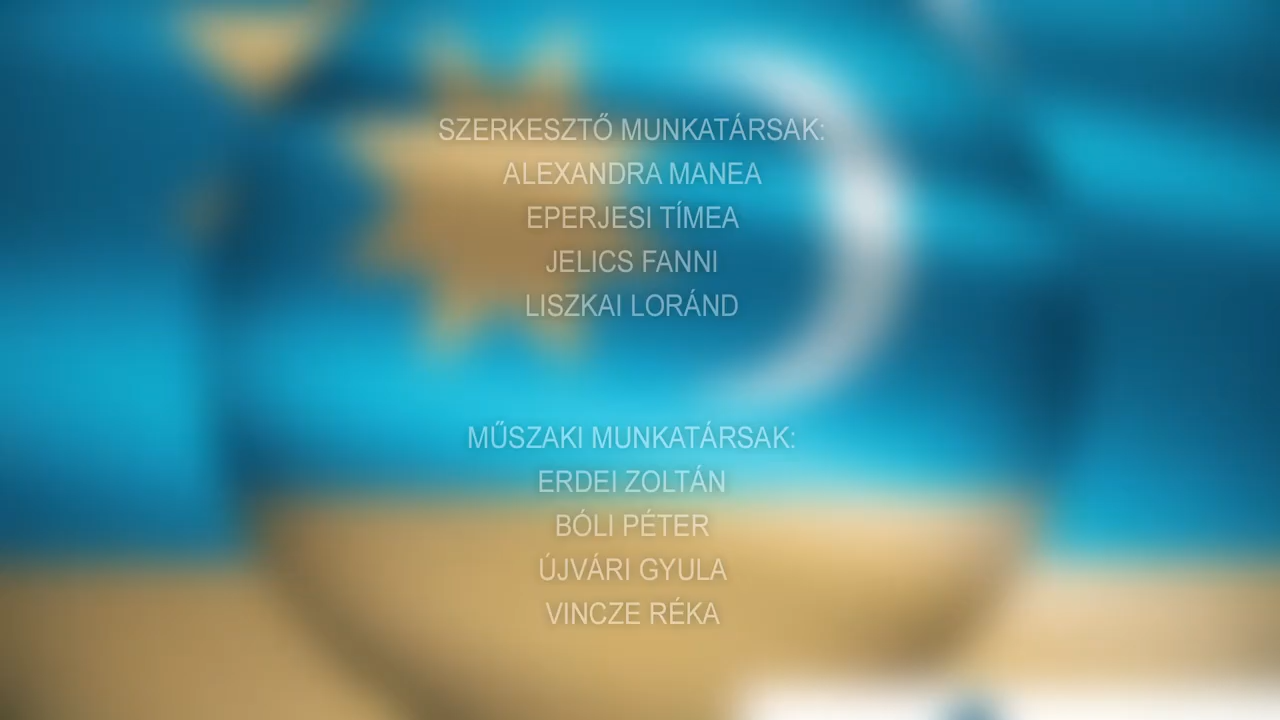 SZERKESZTŐ MUNKATÁRSAK:
ALEXANDRA MANEA
EPERJESI TÍMEA
JELICS FANNI
LISZKAI LORÁND
MŰSZAKI MUNKATÁRSAK:
ERDEI ZOLTÁN
BÓLI PÉTER
ÚJVÁRI GYULA
VINCZE RÉKA